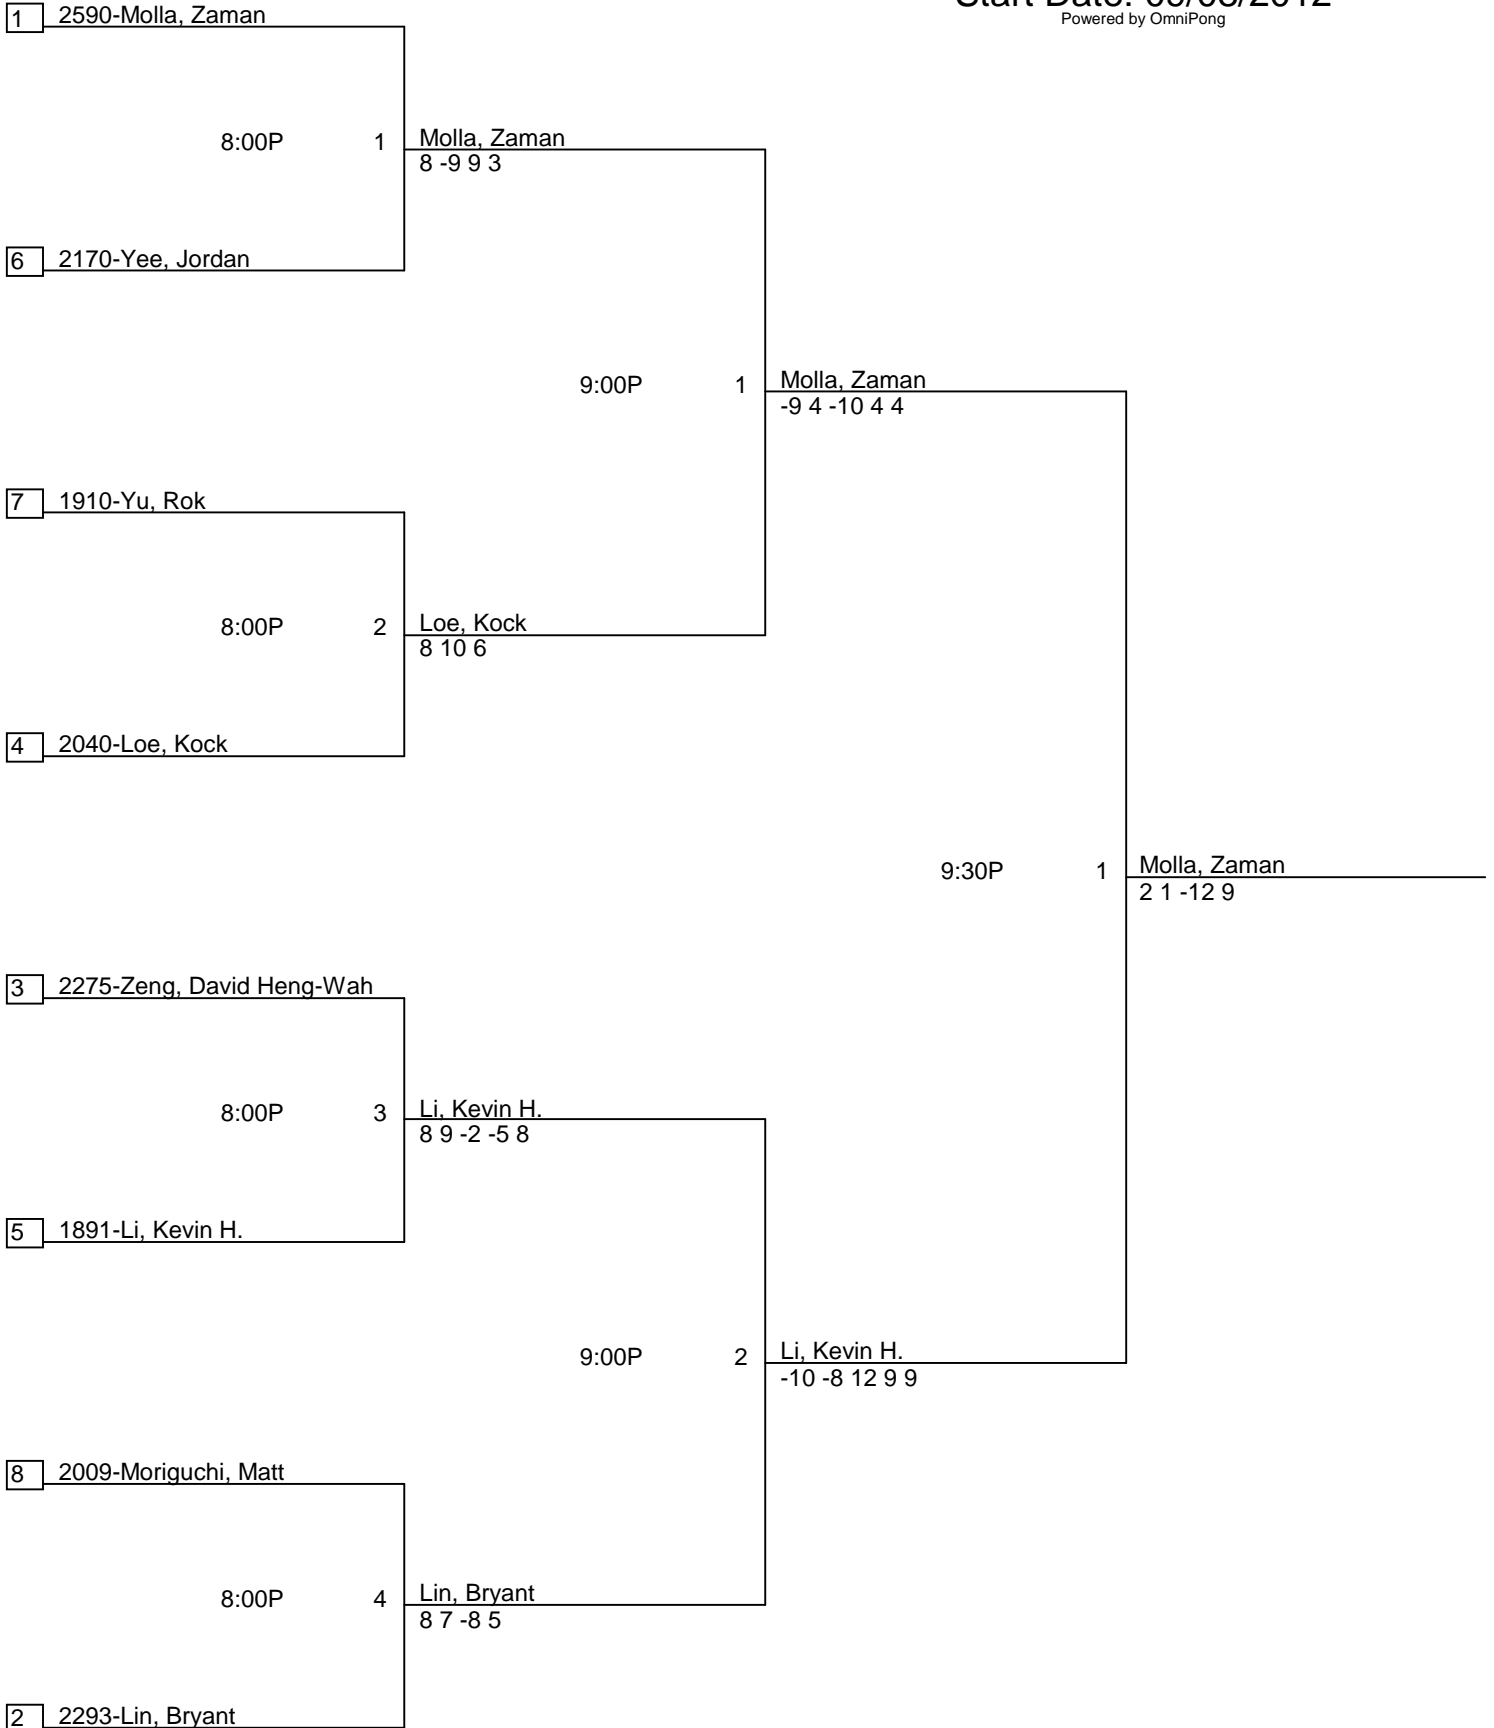 Powered by OmniPong
1 2590-Molla, Zaman
8:00P 1 Molla, Zaman
8 -9 9 3
6 2170-Yee, Jordan
9:00P 1 Molla, Zaman
-9 4 -10 4 4
7 1910-Yu, Rok
8:00P 2 Loe, Kock
8 10 6
4 2040-Loe, Kock
9:30P 1 Molla, Zaman
2 1 -12 9
3 2275-Zeng, David Heng-Wah
8:00P 3 Li, Kevin H.
8 9 -2 -5 8
5 1891-Li, Kevin H.
9:00P 2 Li, Kevin H.
-10 -8 12 9 9
8 2009-Moriguchi, Matt
8:00P 4 Lin, Bryant
8 7 -8 5
2 2293-Lin, Bryant